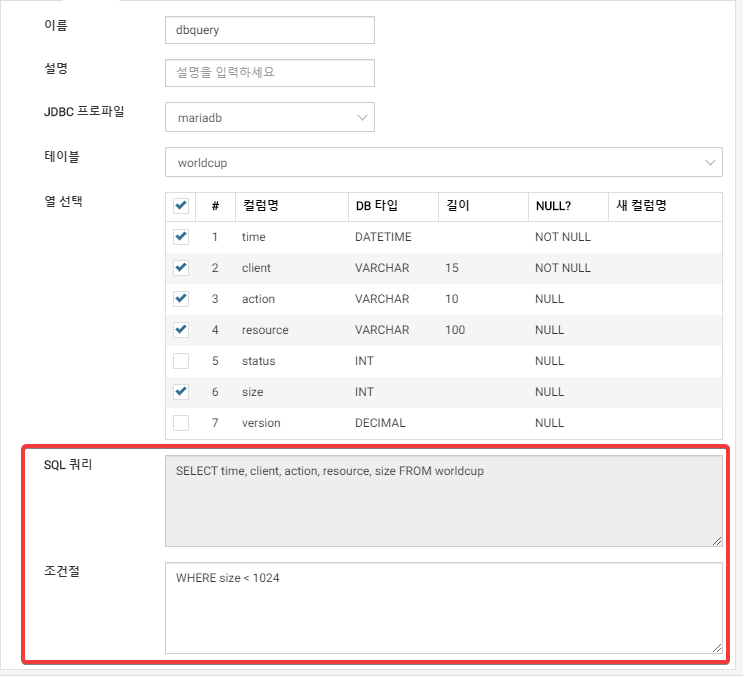 이름 dbquery
설명 설명을 입력하세요
JDBC 프로파일 mariadb
테이블 worldcup
열 선택 # 컬럼명 DB 타입 길이 NULL? 새 컬럼명
1 time DATETIME NOT NULL
2 client VARCHAR 15 NOT NULL
3 action VARCHAR 10 NULL
4 resource VARCHAR 100 NULL
5 status INT NULL
6 size INT NULL
7 version DECIMAL NULL
SQL 쿼리 SELECT time, client, action, resource, size FROM worldcup
조건절 WHERE size < 1024